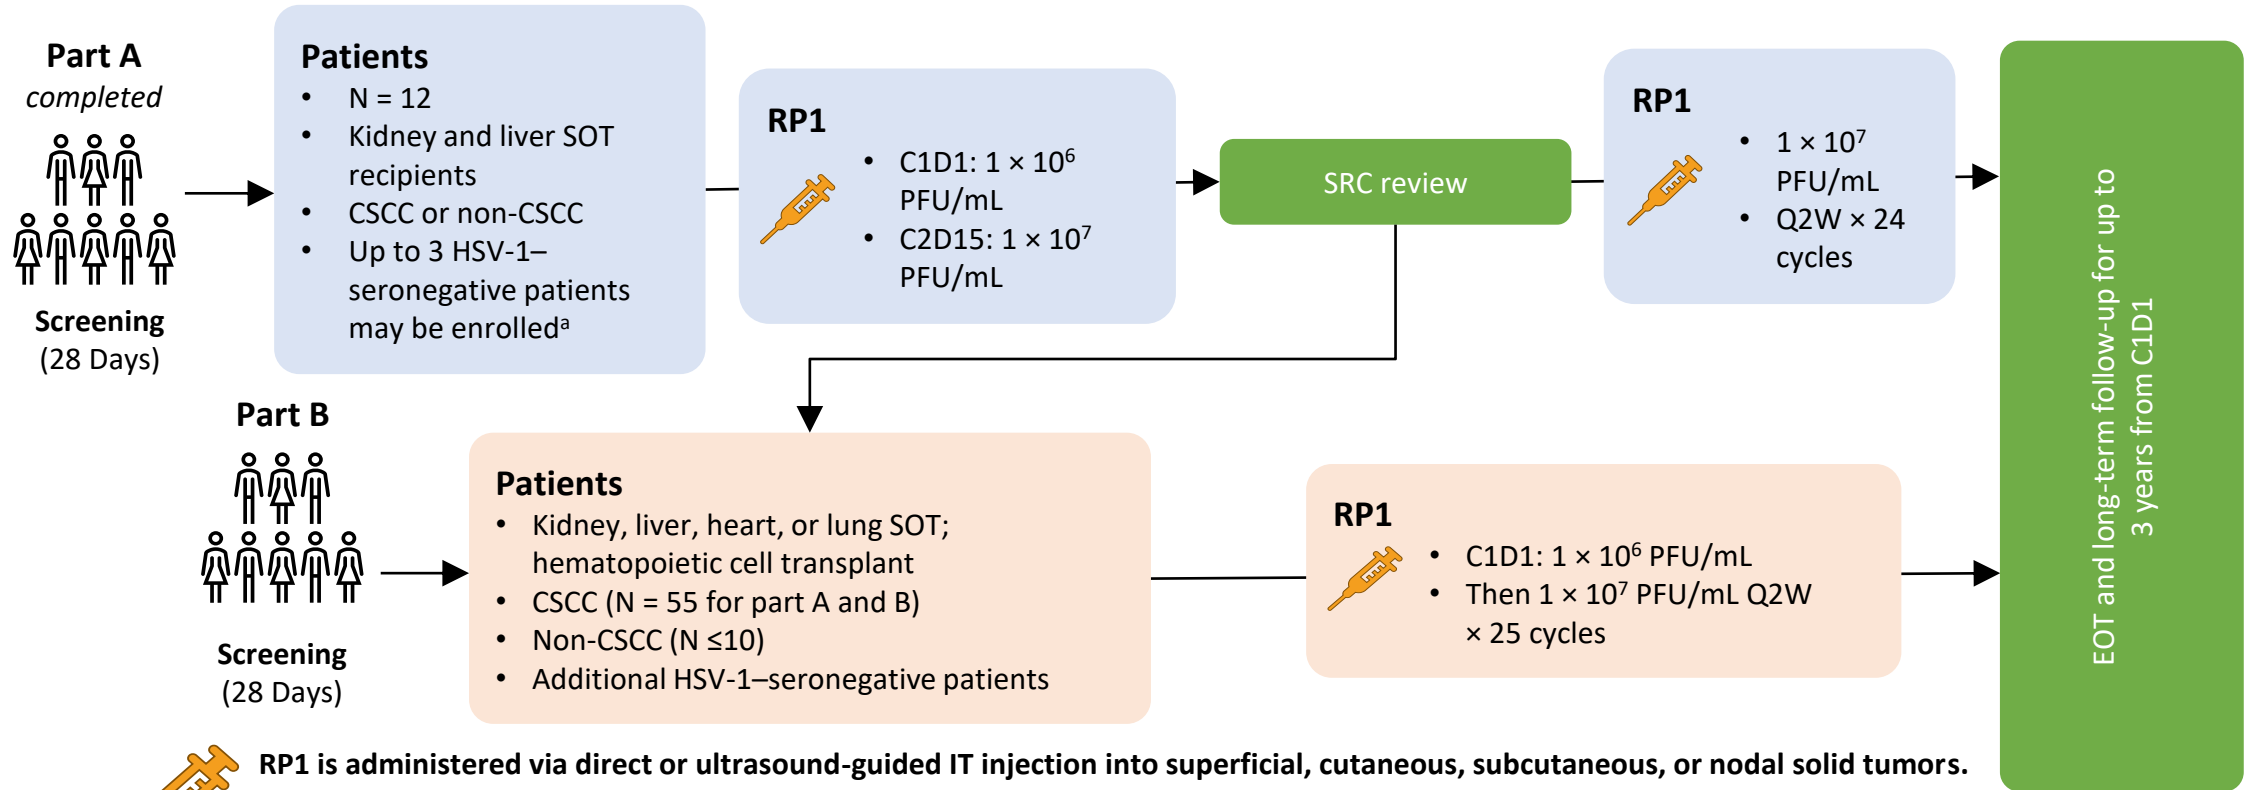 Part A
completed
Screening
(28 Days)
Patients
• N = 12
• Kidney and liver SOT
recipients
• CSCC or non-CSCC
• Up to 3 HSV-1–
seronegative patients
may be enrolledᵃ
RP1
• C1D1: 1 × 10⁶
PFU/mL
• C2D15: 1 × 10⁷
PFU/mL
SRC review
RP1
• 1 × 10⁷
PFU/mL
• Q2W × 24
cycles
EOT and long-term follow-up for up to
3 years from C1D1
Part B
Screening
(28 Days)
Patients
• Kidney, liver, heart, or lung SOT;
hematopoietic cell transplant
• CSCC (N = 55 for part A and B)
• Non-CSCC (N ≤10)
• Additional HSV-1–seronegative patients
RP1
• C1D1: 1 × 10⁶ PFU/mL
• Then 1 × 10⁷ PFU/mL Q2W
× 25 cycles
RP1 is administered via direct or ultrasound-guided IT injection into superficial, cutaneous, subcutaneous, or nodal solid tumors.